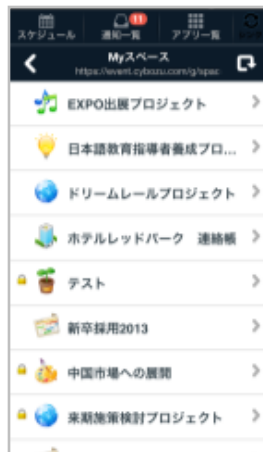 スケジュール 通知一覧 アプリ一覧
11
Myスペース
https://event.cybozu.com/g/spac
EXPO出展プロジェクト
日本語教育指導者養成プロ...
ドリームレールプロジェクト
ホテルレッドパーク 連絡帳
テスト
新卒採用2013
中国市場への展開
来期施策検討プロジェクト